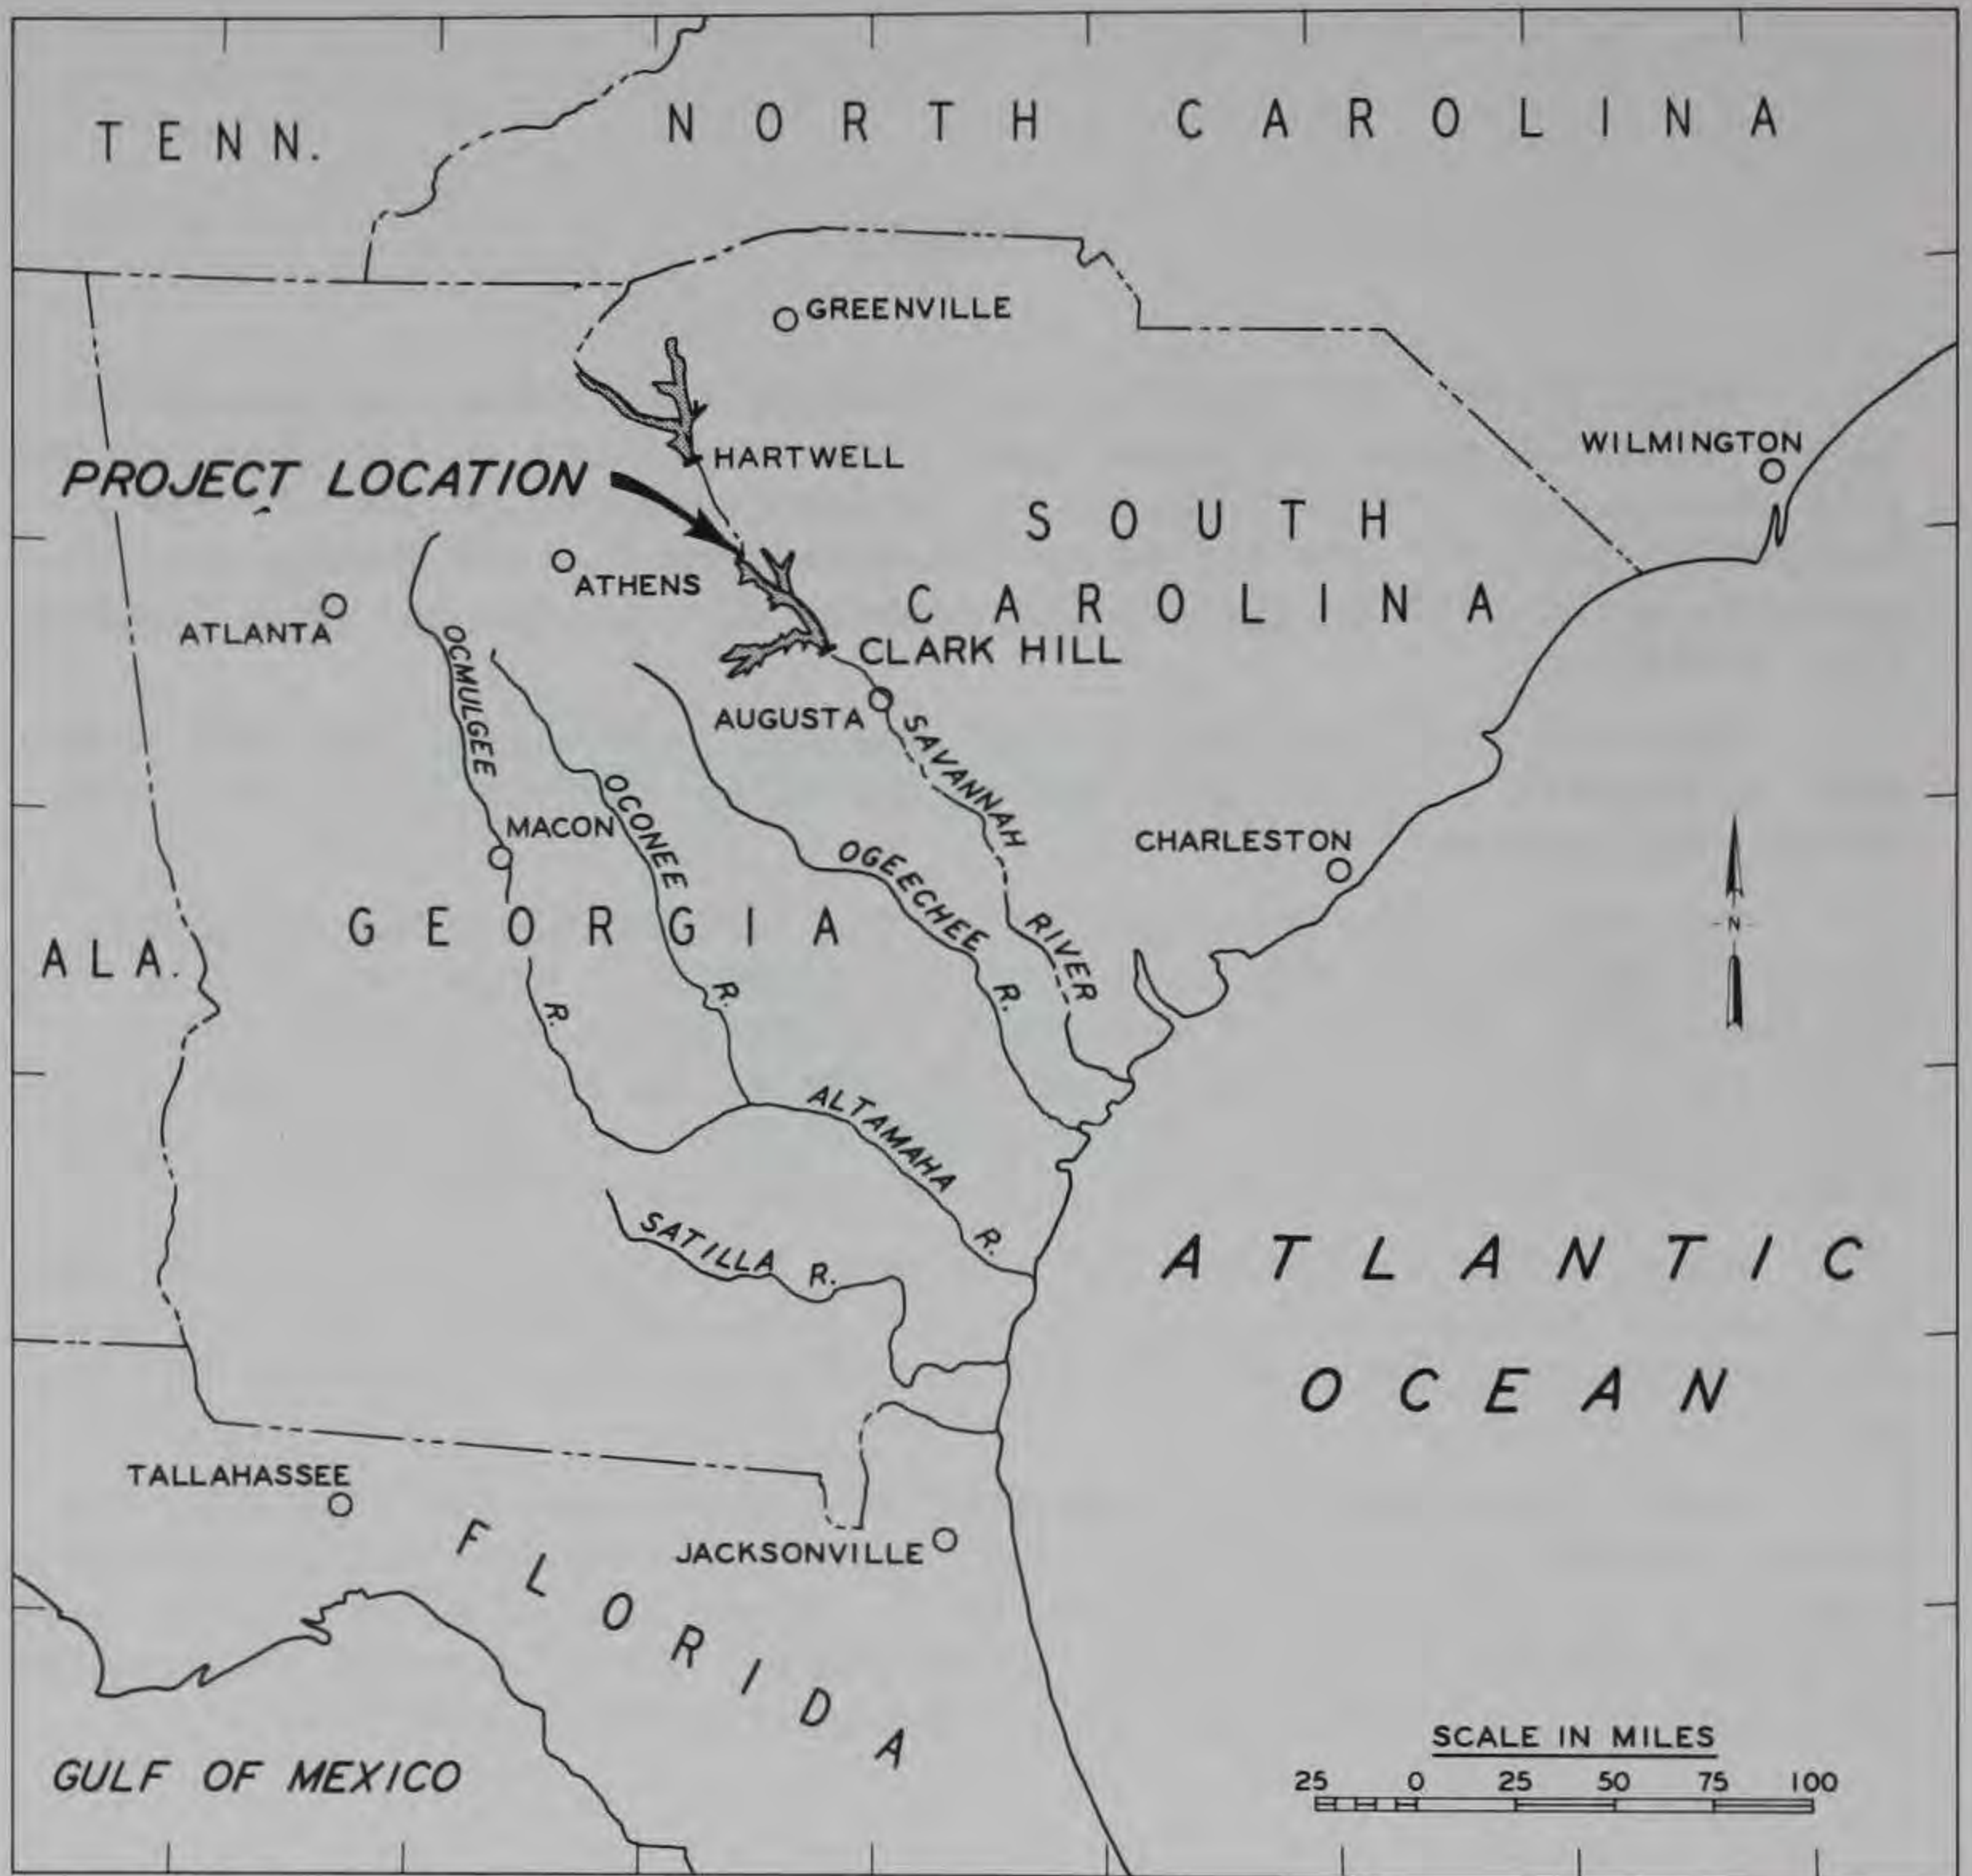 TENN.
NORTH CAROLINA
GREENVILLE
HARTWELL
WILMINGTON
PROJECT LOCATION
SOUTH
CAROLINA
ATHENS
ATLANTA
CLARK HILL
OCMULGEE
R.
AUGUSTA
SAVANNAH
RIVER
MACON
OCONEE
R.
OGEECHEE
R.
CHARLESTON
GEORGIA
ALA.
N
ALTAMAHA
R.
SATILLA R.
ATLANTIC
OCEAN
TALLAHASSEE
JACKSONVILLE
FLORIDA
GULF OF MEXICO
SCALE IN MILES
25 0 25 50 75 100